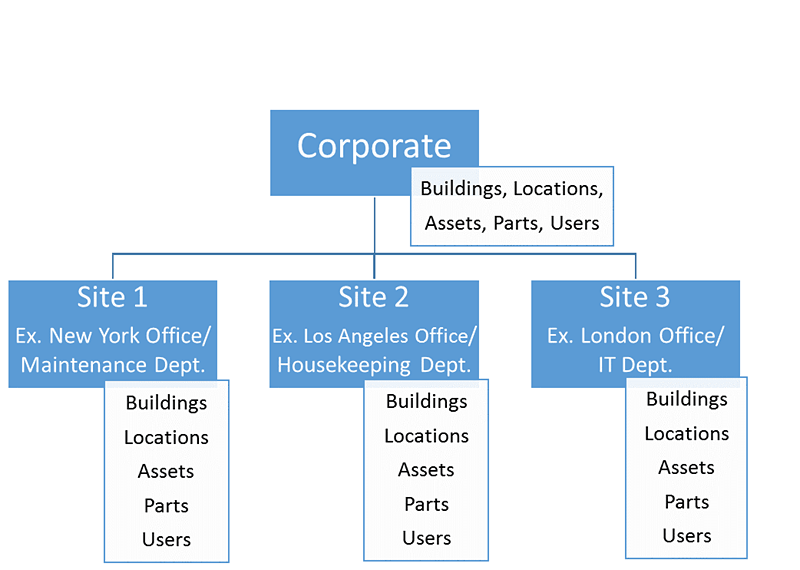 Corporate
Buildings, Locations,
Assets, Parts, Users
Site 1
Ex. New York Office/
Maintenance Dept.
Buildings
Locations
Assets
Parts
Users
Site 2
Ex. Los Angeles Office/
Housekeeping Dept.
Buildings
Locations
Assets
Parts
Users
Site 3
Ex. London Office/
IT Dept.
Buildings
Locations
Assets
Parts
Users